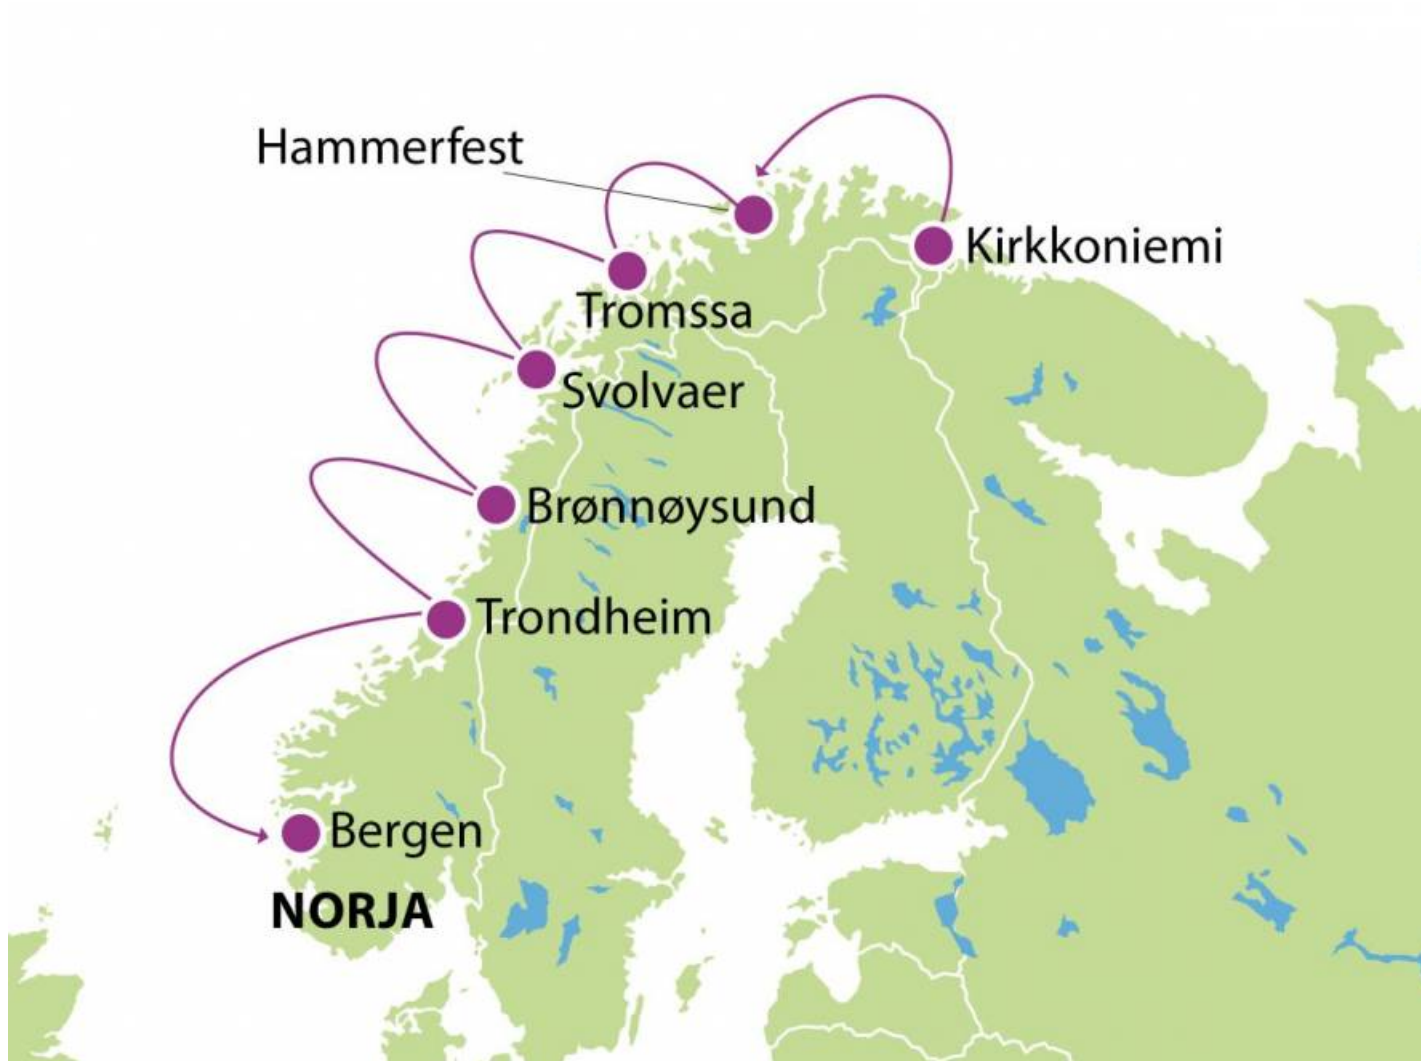 Hammerfest
Kirkkoniemi
Tromssa
Svolvaer
Brønnøysund
Trondheim
Bergen
NORJA